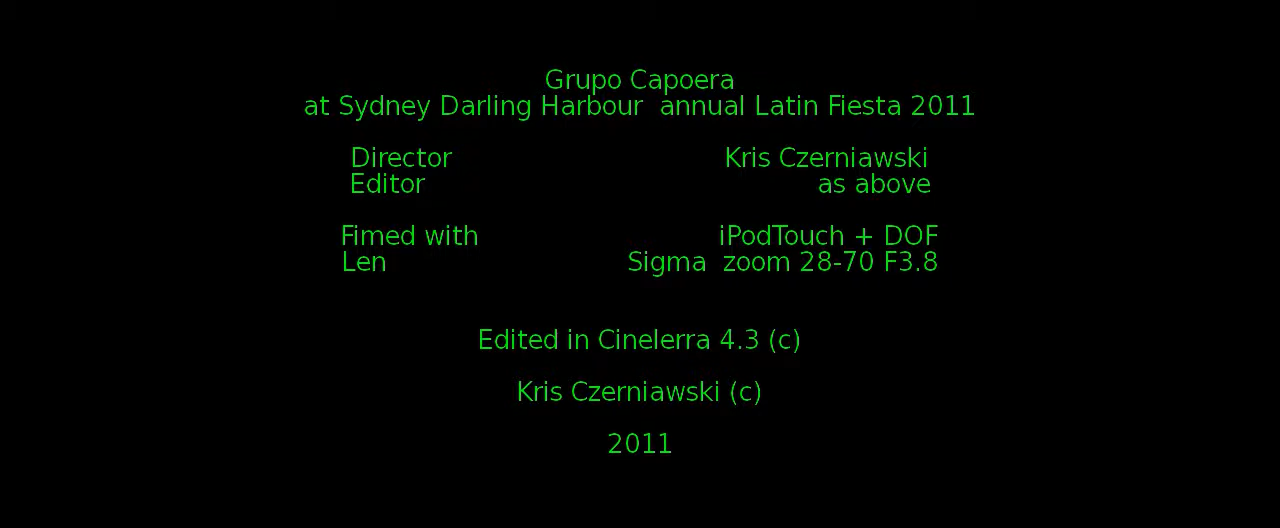 Grupo Capoera
at Sydney Darling Harbour  annual Latin Fiesta 2011
Director Kris Czerniawski
Editor as above
Fimed with iPodTouch + DOF
Len Sigma  zoom 28-70 F3.8
Edited in Cinelerra 4.3 (c)
Kris Czerniawski (c)
2011